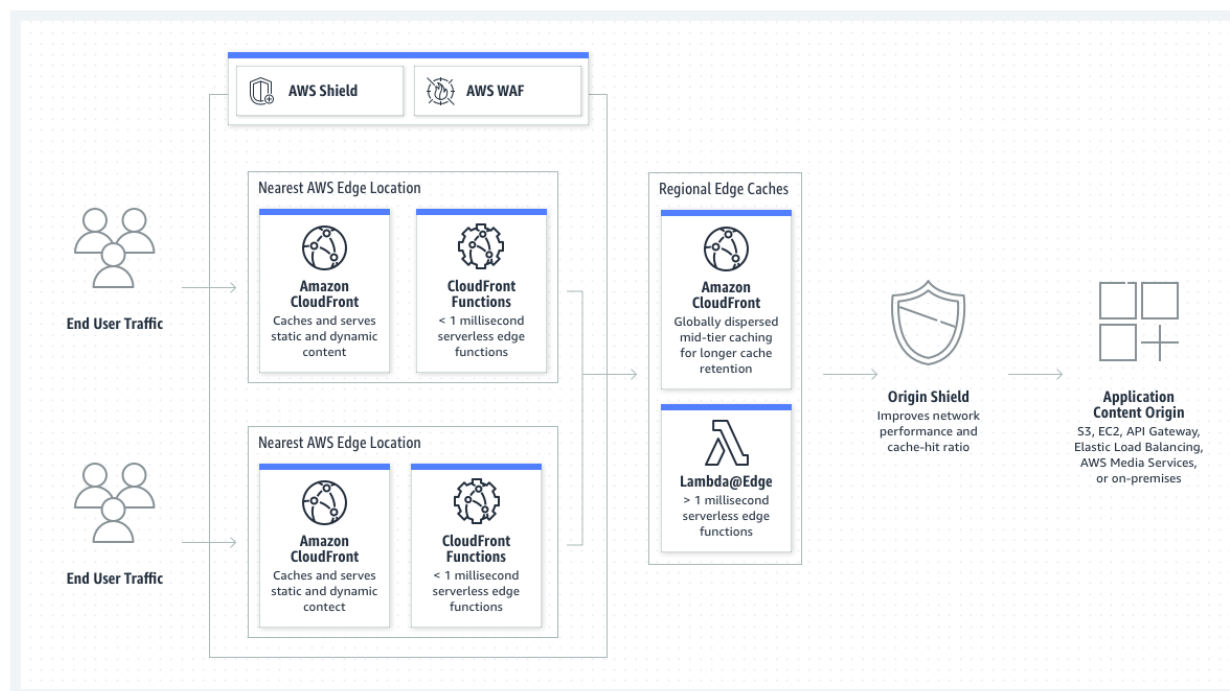 AWS Shield
AWS WAF
Nearest AWS Edge Location
Amazon
CloudFront
Caches and serves
static and dynamic
content
CloudFront
Functions
< 1 millisecond
serverless edge
functions
End User Traffic
Nearest AWS Edge Location
Amazon
CloudFront
Caches and serves
static and dynamic
contect
CloudFront
Functions
< 1 millisecond
serverless edge
functions
End User Traffic
Regional Edge Caches
Amazon
CloudFront
Globally dispersed
mid-tier caching
for longer cache
retention
Lambda@Edge
> 1 millisecond
serverless edge
functions
Origin Shield
Improves network
performance and
cache-hit ratio
Application
Content Origin
S3, EC2, API Gateway,
Elastic Load Balancing,
AWS Media Services,
or on-premises